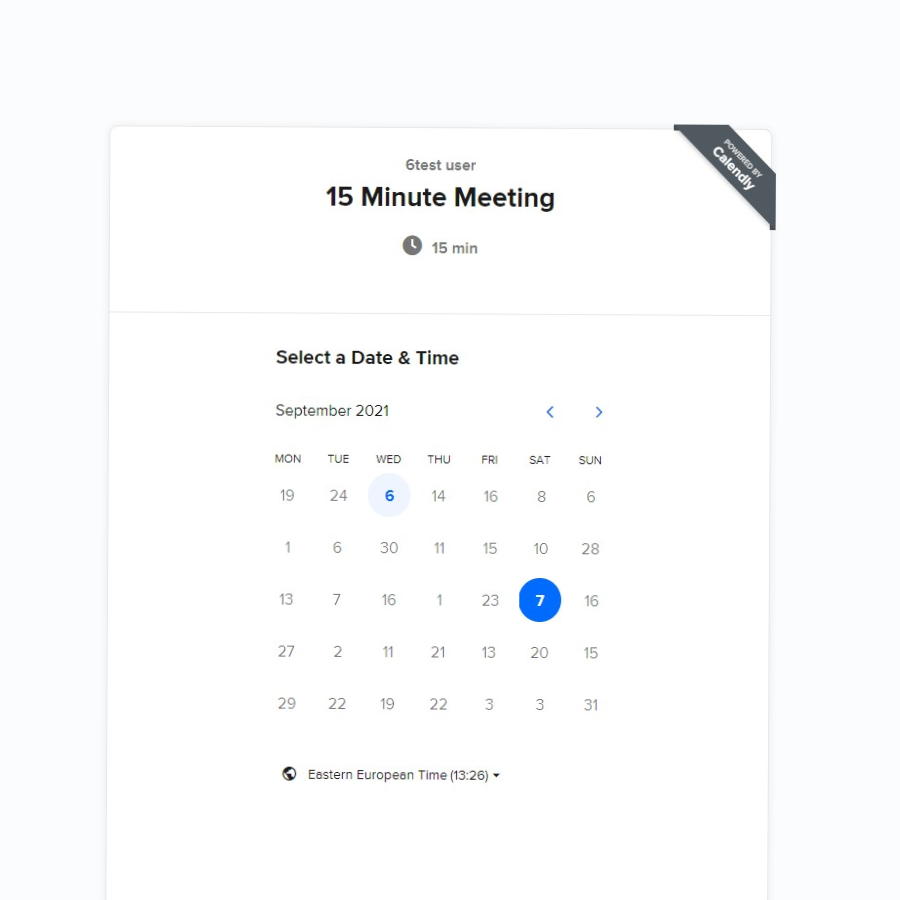 POWERED BY
Calendly
6test user
15 Minute Meeting
15 min
Select a Date & Time
September 2021
MON TUE WED THU FRI SAT SUN
19 24 6 14 16 8 6
1 6 30 11 15 10 28
13 7 16 1 23 7 16
27 2 11 21 13 20 15
29 22 19 22 3 3 31
Eastern European Time (13:26)